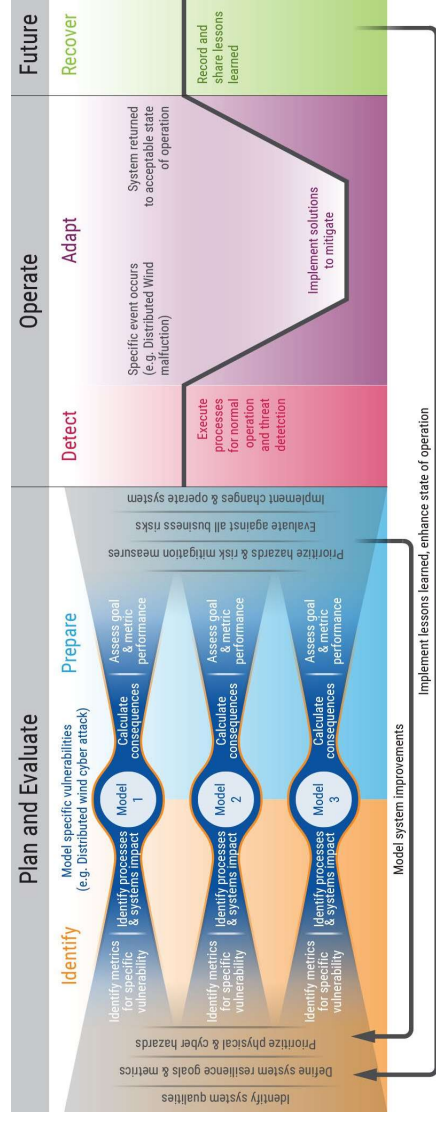 Plan and Evaluate
Operate
Future
Identify
Model specific vulnerabilities
(e.g. Distributed wind cyber attack)
Prepare
Detect
Adapt
Recover
Identify system qualities
Define system resilience goals & metrics
Prioritize physical & cyber hazards
Identify metrics
for specific
vulnerability
Identify processes
& systems impact
Model
1
Calculate
consequences
Assess goal
& metric
performance
Identify metrics
for specific
vulnerability
Identify processes
& systems impact
Model
2
Calculate
consequences
Assess goal
& metric
performance
Identify metrics
for specific
vulnerability
Identify processes
& systems impact
Model
3
Calculate
consequences
Assess goal
& metric
performance
Prioritize hazards & risk mitigation measures
Evaluate against all business risks
Implement changes & operate system
Execute
processes
for normal
operation
and threat
detetction
Specific event occurs
(e.g. Distributed Wind
malfuction)
System returned
to acceptable state
of operation
Implement solutions
to mitigate
Record and
share lessons
learned
Model system improvements
Implement lessons learned, enhance state of operation